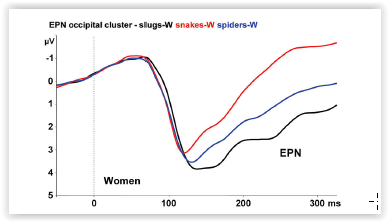 EPN occipital cluster - slugs-W snakes-W spiders-W
µV
-1
0
1
2
3
4
5
Women
EPN
0
100
200
300 ms